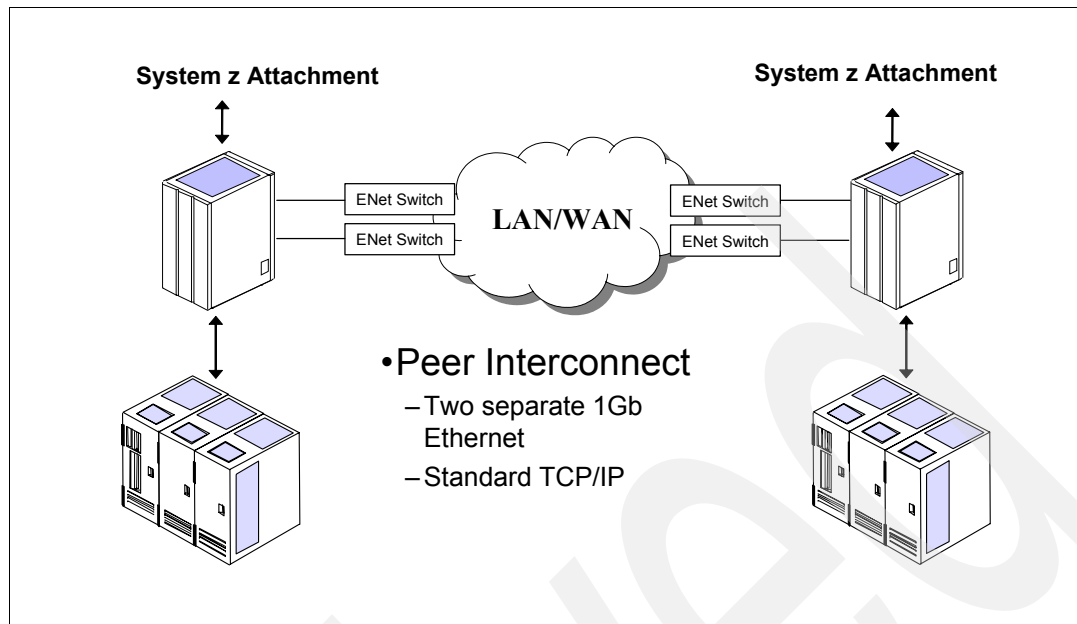 System z Attachment
System z Attachment
ENet Switch
ENet Switch
LAN/WAN
ENet Switch
ENet Switch
•Peer Interconnect
–Two separate 1Gb
Ethernet
–Standard TCP/IP